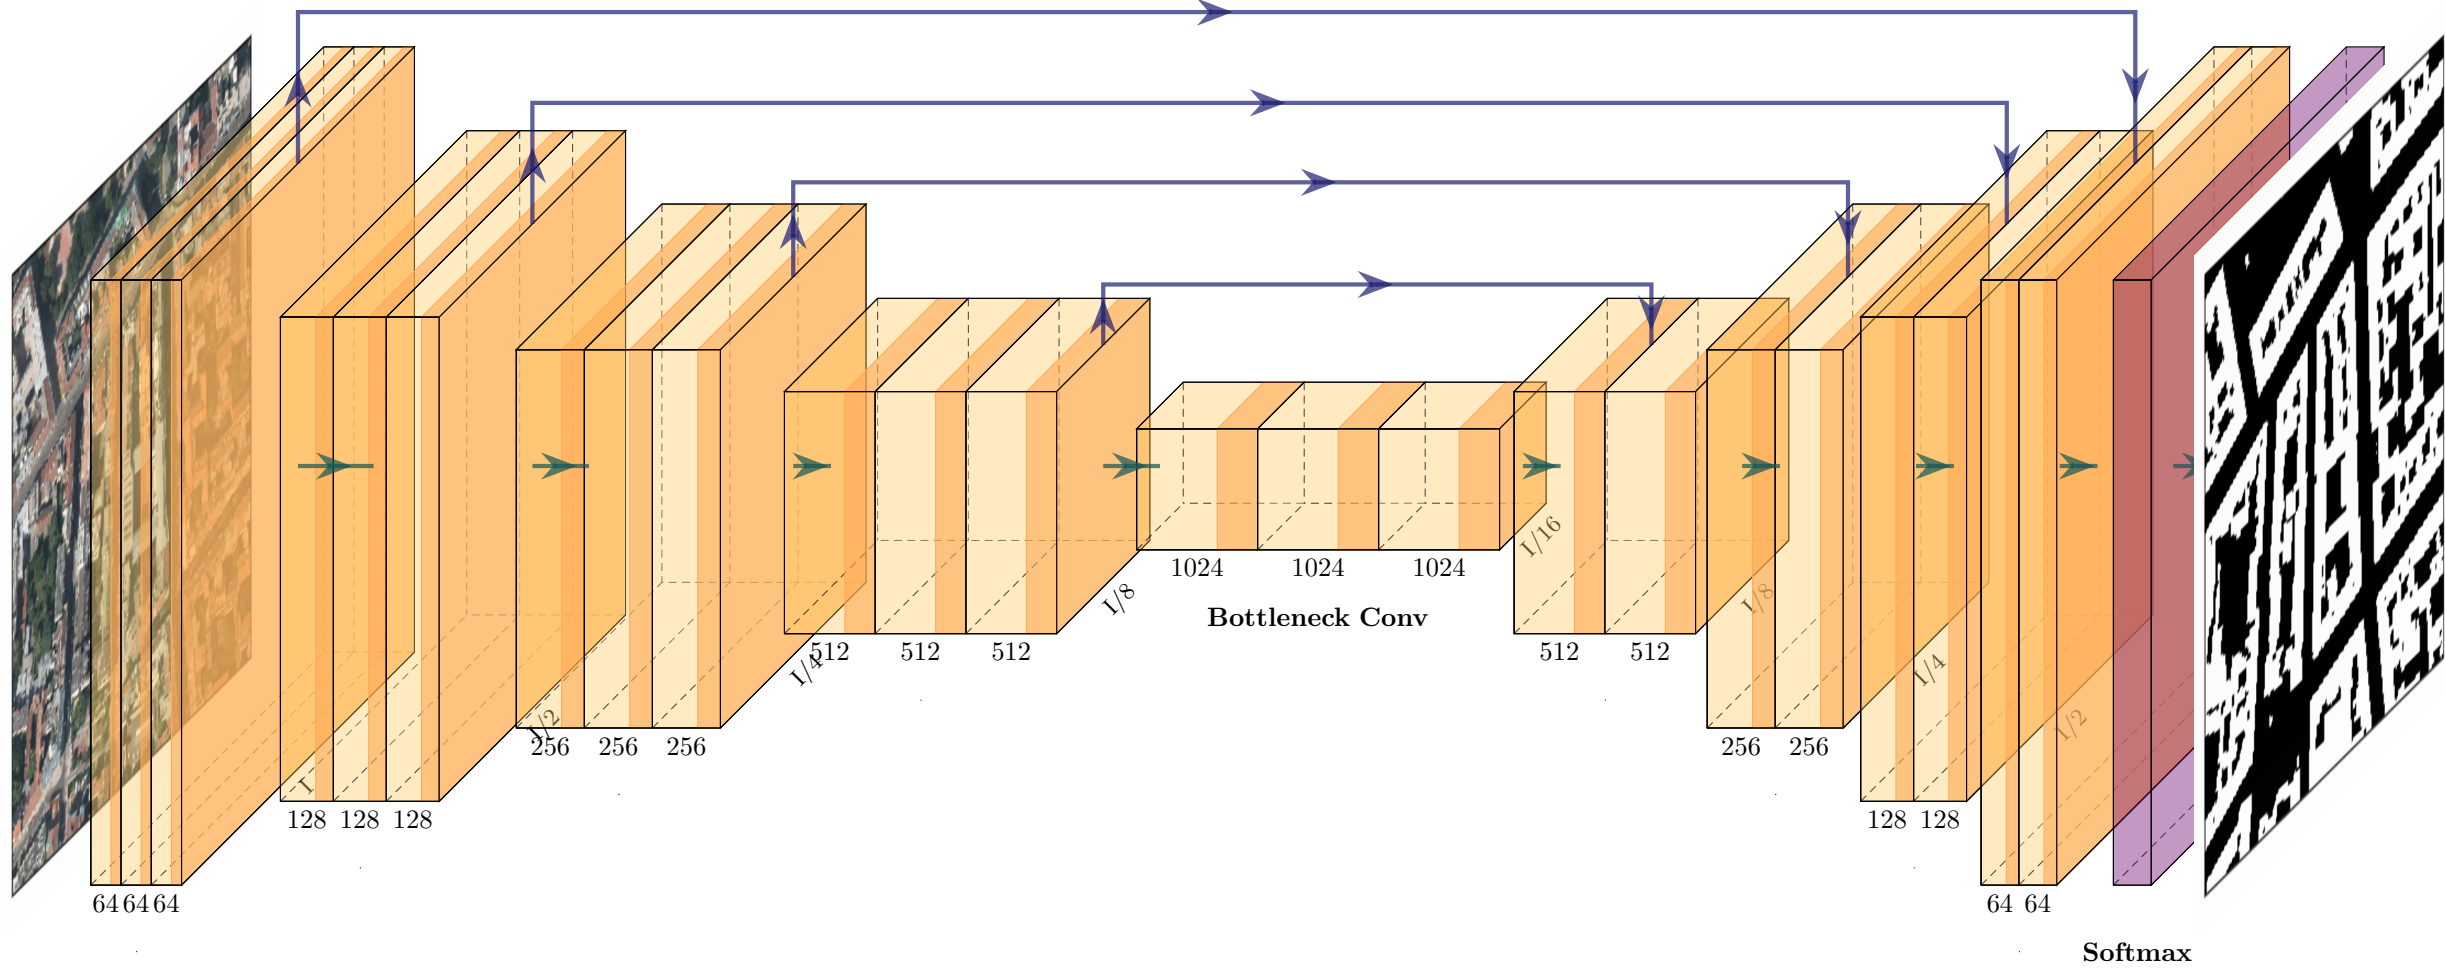 64 64 64
I
128 128 128
I/2
256 256 256
I/4
512 512 512
I/8
1024 1024 1024
I/16
Bottleneck Conv
512 512
I/8
256 256
I/4
128 128
I/2
64 64
Softmax